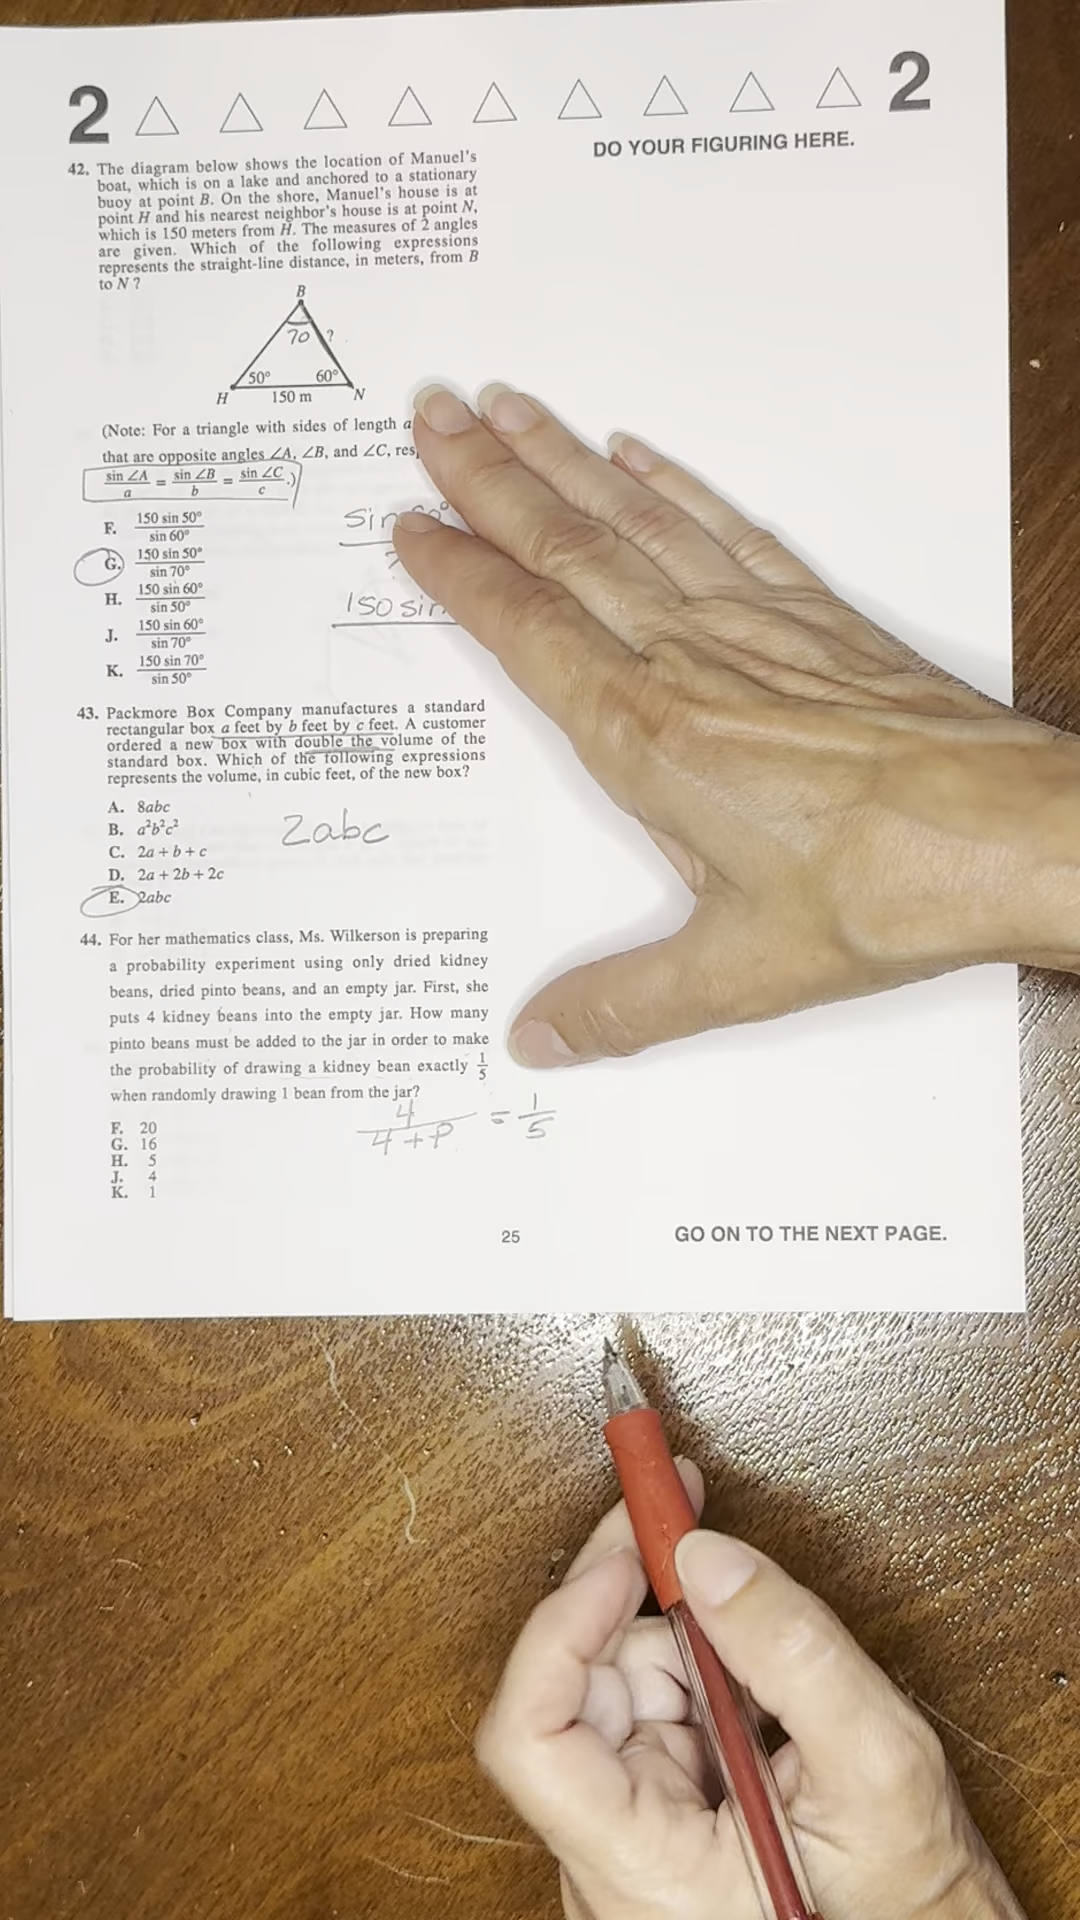 2 2
DO YOUR FIGURING HERE.
42. The diagram below shows the location of Manuel's
boat, which is on a lake and anchored to a stationary
buoy at point B. On the shore, Manuel's house is at
point H and his nearest neighbor's house is at point N,
which is 150 meters from H. The measures of 2 angles
are given. Which of the following expressions
represents the straight-line distance, in meters, from B
to N ?
B
70 ?
50° 60°
H 150 m N
(Note: For a triangle with sides of length a
that are opposite angles ∠A, ∠B, and ∠C,
sin ∠A / a = sin ∠B / b = sin ∠C / c .)
sin
150 sin
F. 150 sin 50° / sin 60°
G. 150 sin 50° / sin 70°
H. 150 sin 60° / sin 50°
J. 150 sin 60° / sin 70°
K. 150 sin 70° / sin 50°
43. Packmore Box Company manufactures a standard
rectangular box a feet by b feet by c feet. A customer
ordered a new box with double the volume of the
standard box. Which of the following expressions
represents the volume, in cubic feet, of the new box?
A. 8abc
B. a²b²c²
C. 2a + b + c
D. 2a + 2b + 2c
E. 2abc
2abc
44. For her mathematics class, Ms. Wilkerson is preparing
a probability experiment using only dried kidney
beans, dried pinto beans, and an empty jar. First, she
puts 4 kidney beans into the empty jar. How many
pinto beans must be added to the jar in order to make
the probability of drawing a kidney bean exactly 1/5
when randomly drawing 1 bean from the jar?
4 / 4 + P = 1/5
F. 20
G. 16
H. 5
J. 4
K. 1
25
GO ON TO THE NEXT PAGE.